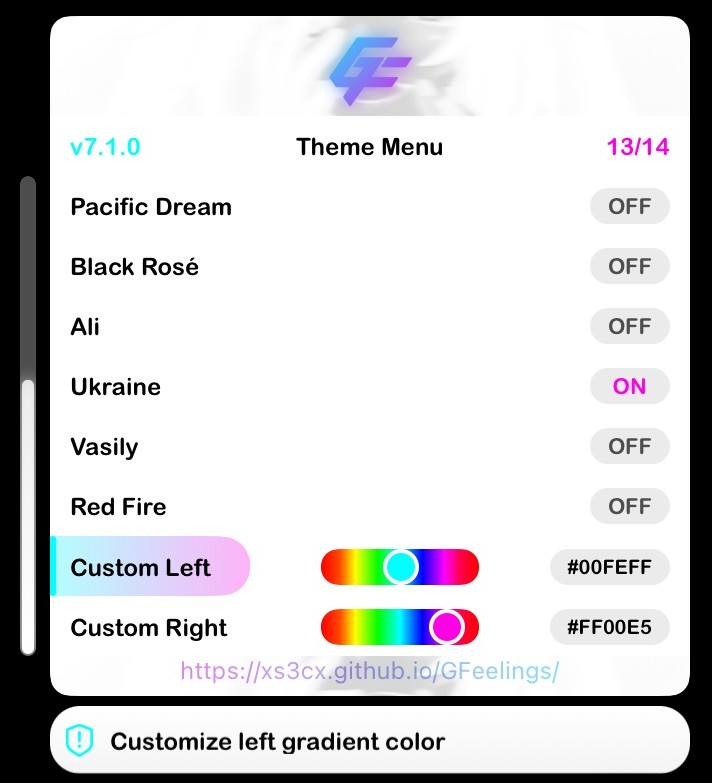 GF
v7.1.0 Theme Menu 13/14
Pacific Dream OFF
Black Rosé OFF
Ali OFF
Ukraine ON
Vasily OFF
Red Fire OFF
Custom Left #00FEFF
Custom Right #FF00E5
https://xs3cx.github.io/GFeelings/
Customize left gradient color